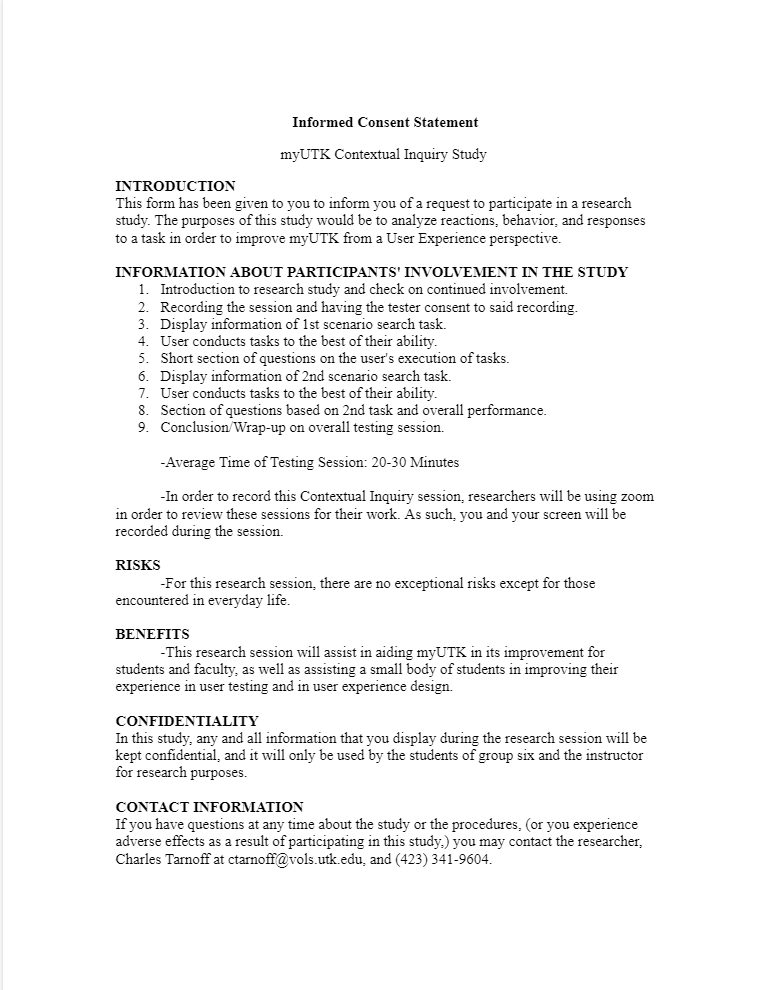 Informed Consent Statement
myUTK Contextual Inquiry Study
INTRODUCTION
This form has been given to you to inform you of a request to participate in a research
study. The purposes of this study would be to analyze reactions, behavior, and responses
to a task in order to improve myUTK from a User Experience perspective.
INFORMATION ABOUT PARTICIPANTS' INVOLVEMENT IN THE STUDY
1. Introduction to research study and check on continued involvement.
2. Recording the session and having the tester consent to said recording.
3. Display information of 1st scenario search task.
4. User conducts tasks to the best of their ability.
5. Short section of questions on the user's execution of tasks.
6. Display information of 2nd scenario search task.
7. User conducts tasks to the best of their ability.
8. Section of questions based on 2nd task and overall performance.
9. Conclusion/Wrap-up on overall testing session.
-Average Time of Testing Session: 20-30 Minutes
-In order to record this Contextual Inquiry session, researchers will be using zoom
in order to review these sessions for their work. As such, you and your screen will be
recorded during the session.
RISKS
-For this research session, there are no exceptional risks except for those
encountered in everyday life.
BENEFITS
-This research session will assist in aiding myUTK in its improvement for
students and faculty, as well as assisting a small body of students in improving their
experience in user testing and in user experience design.
CONFIDENTIALITY
In this study, any and all information that you display during the research session will be
kept confidential, and it will only be used by the students of group six and the instructor
for research purposes.
CONTACT INFORMATION
If you have questions at any time about the study or the procedures, (or you experience
adverse effects as a result of participating in this study,) you may contact the researcher,
Charles Tarnoff at ctarnoff@vols.utk.edu, and (423) 341-9604.